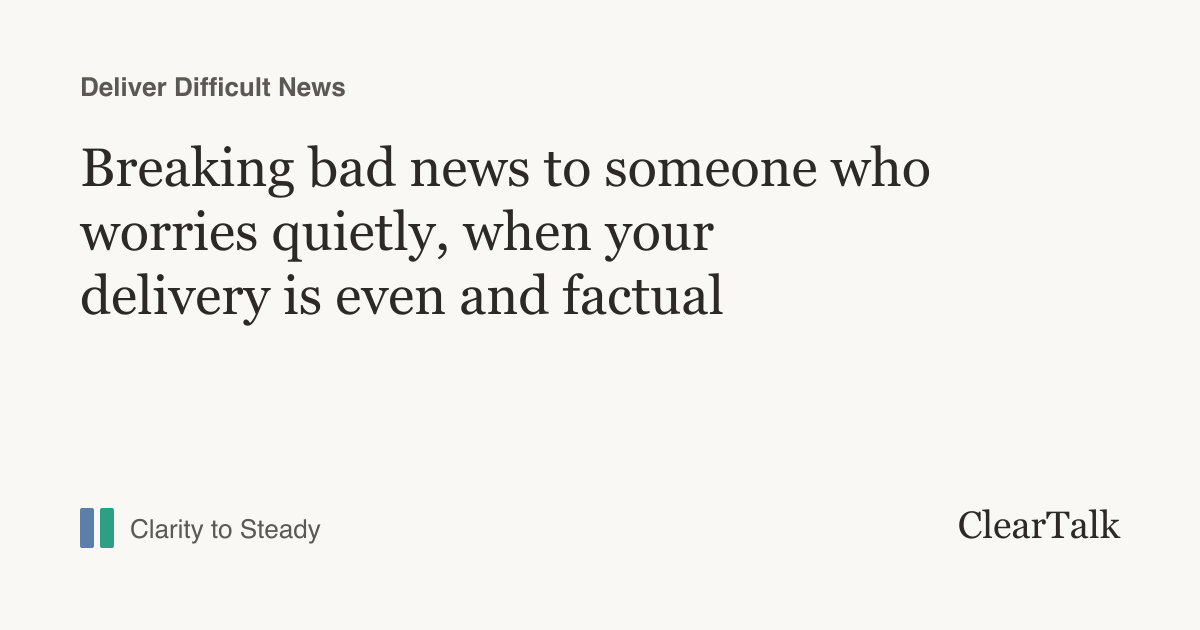 Deliver Difficult News
Breaking bad news to someone who
worries quietly, when your
delivery is even and factual
Clarity to Steady
ClearTalk